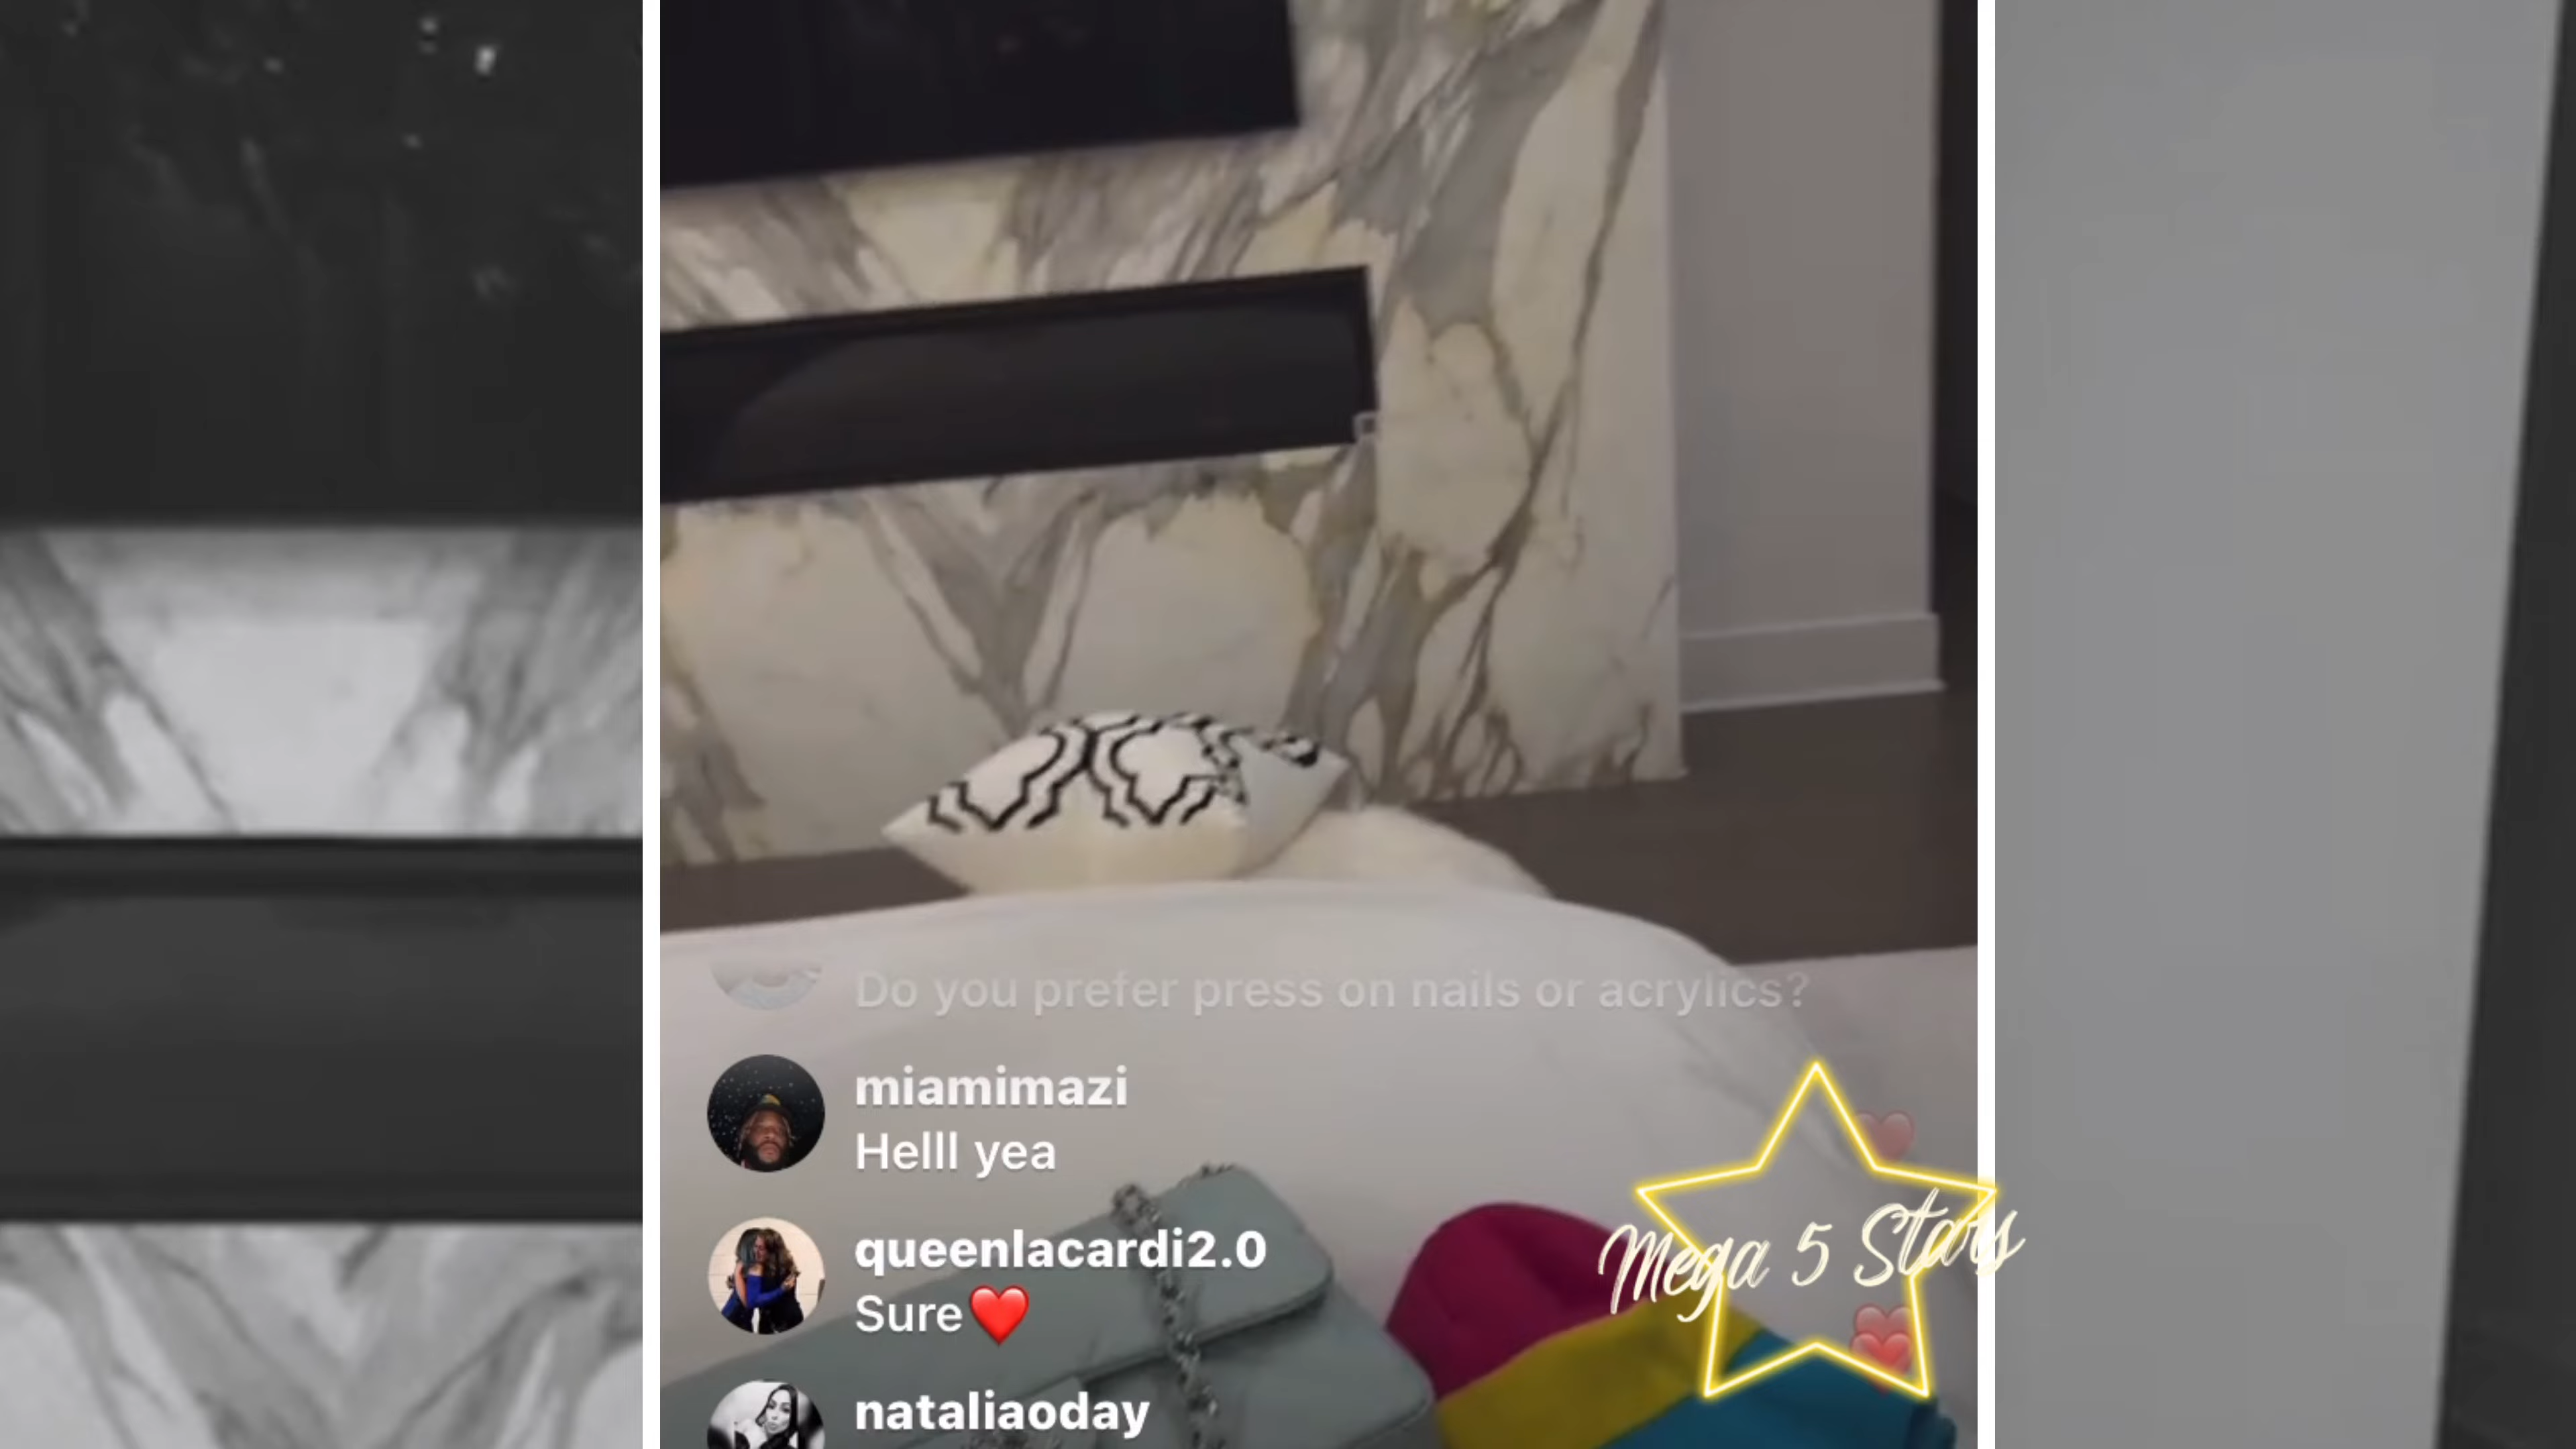 Do you prefer press on nails or acrylics?
miamimazi
Helll yea
queenlacardi2.0
Sure❤️
nataliaoday
Mega 5 Stars